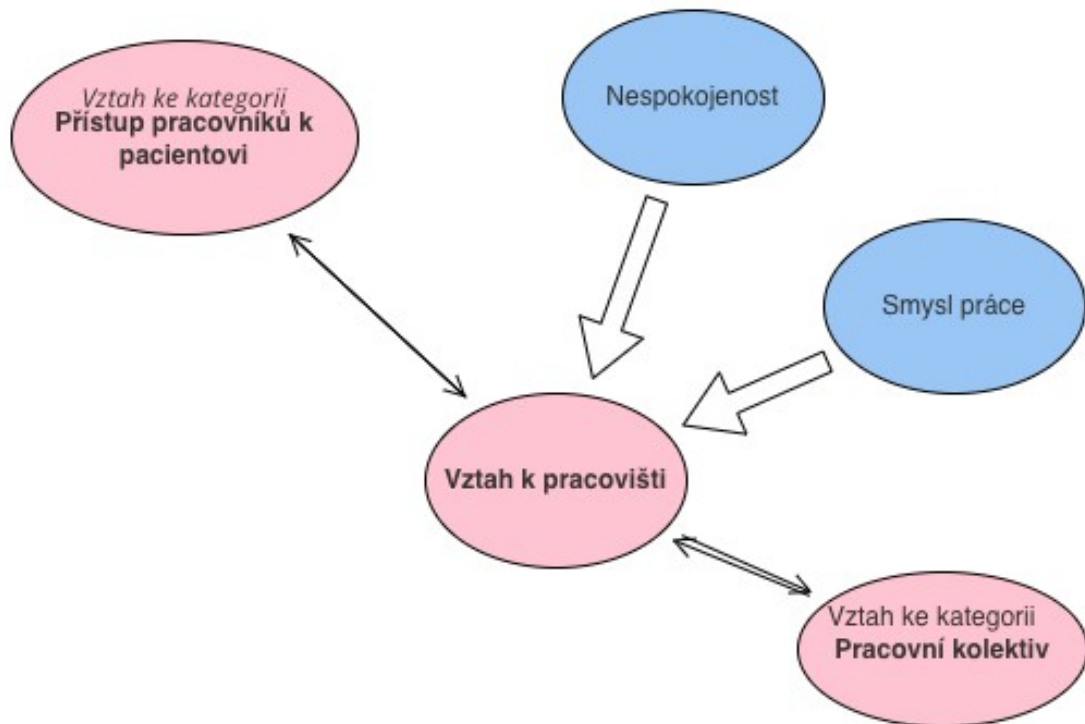 Vztah ke kategorii
Přístup pracovníků k
pacientovi
Nespokojenost
Smysl práce
Vztah k pracovišti
Vztah ke kategorii
Pracovní kolektiv